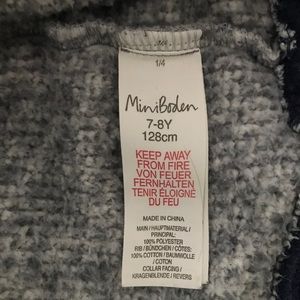 1/4
MiniBoden
7-8Y
128cm
KEEP AWAY
FROM FIRE
VON FEUER
FERNHALTEN
TENIR ÉLOIGNÉ
DU FEU
MADE IN CHINA
MAIN / HAUPTMATERIAL /
PRINCIPAL:
100% POLYESTER
RIB / BÜNDCHEN / CÔTES:
100% COTTON / BAUMWOLLE
/ COTON
COLLAR FACING /
KRAGENBLENDE / REVERS